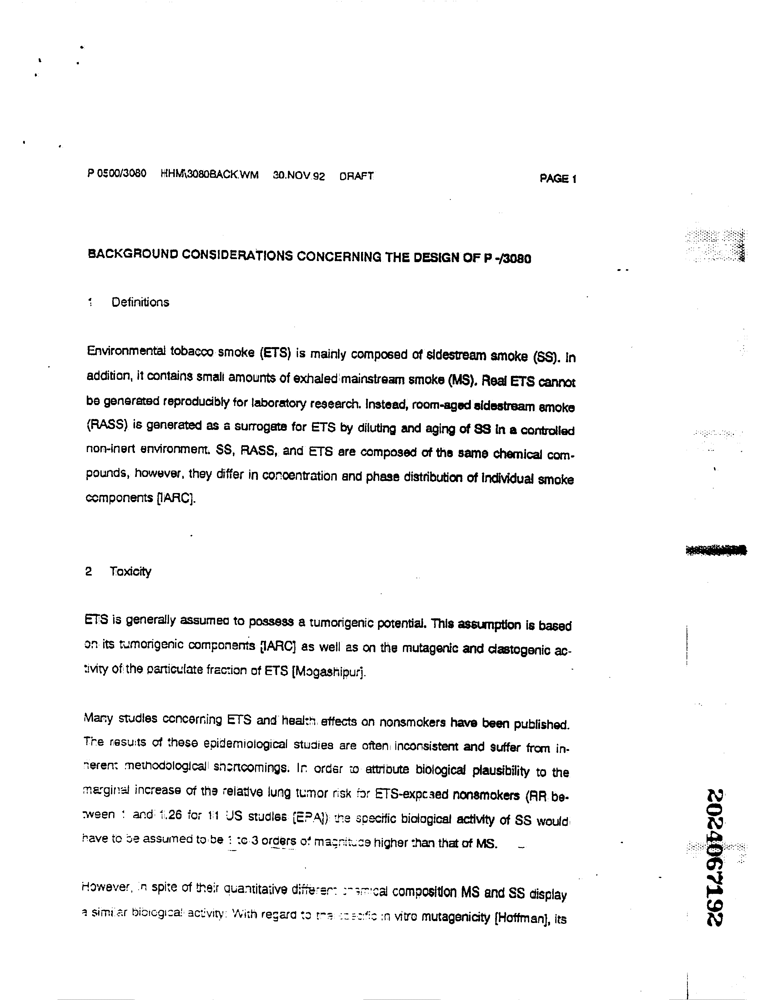 P 0500/3080 HHM\3080BACK.WM 30.NOV 92 DRAFT PAGE 1
BACKGROUND CONSIDERATIONS CONCERNING THE DESIGN OF P -/3080
1 Definitions
Environmental tobacco smoke (ETS) is mainly composed of sidestream smoke (SS). In
addition, it contains small amounts of exhaled mainstream smoke (MS). Real ETS cannot
be generated reproducibly for laboratory research. Instead, room-aged sidestream smoke
(RASS) is generated as a surrogate for ETS by diluting and aging of SS in a controlled
non-inert environment. SS, RASS, and ETS are composed of the same chemical com-
pounds, however, they differ in concentration and phase distribution of individual smoke
components [IARC].
2 Toxicity
ETS is generally assumed to possess a tumorigenic potential. This assumption is based
on its tumorigenic components [IARC] as well as on the mutagenic and clastogenic ac-
tivity of the particulate fraction of ETS [Mogashipur].
Many studies concerning ETS and health effects on nonsmokers have been published.
The results of these epidemiological studies are often inconsistent and suffer from in-
herent methodological shortcomings. In order to attribute biological plausibility to the
marginal increase of the relative lung tumor risk for ETS-exposed nonsmokers (RR be-
tween 1 and 1.26 for 11 US studies [EPA]) the specific biological activity of SS would
have to be assumed to be 1 to 3 orders of magnitude higher than that of MS.
However, in spite of their quantitative different chemical composition MS and SS display
a similar biological activity: With regard to the specific in vitro mutagenicity [Hoffman], its
2024067192